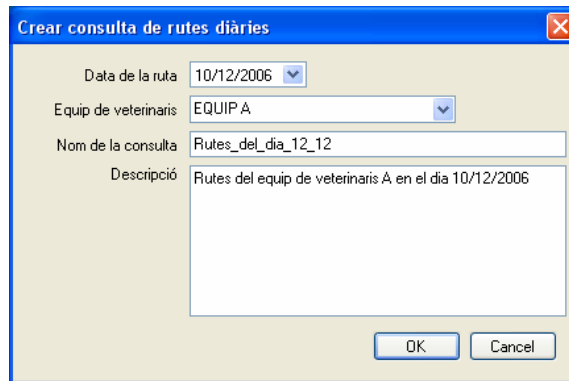 Crear consulta de rutes diàries
Data de la ruta 10/12/2006
Equip de veterinaris EQUIP A
Nom de la consulta Rutes_del_dia_12_12
Descripció Rutes del equip de veterinaris A en el dia 10/12/2006
OK Cancel